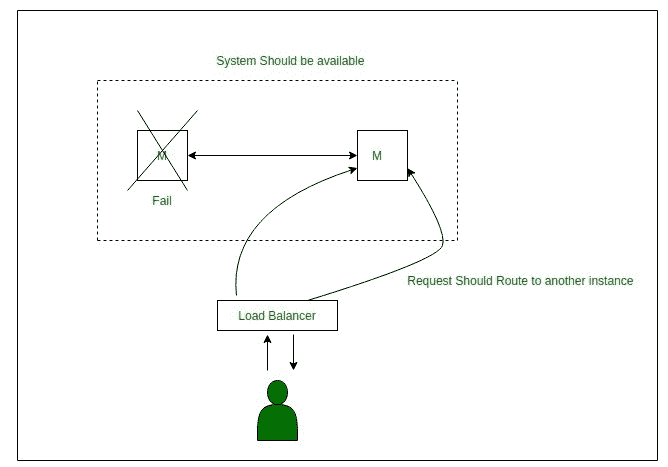 System Should be available
M
M
Fail
Request Should Route to another instance
Load Balancer